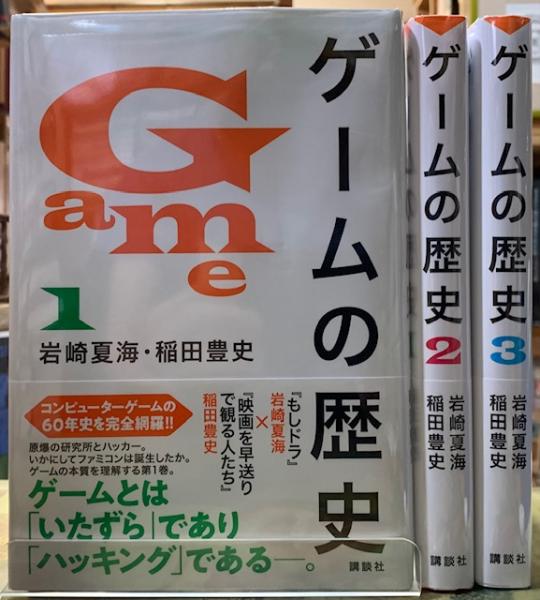 Game
1
ゲームの歴史
岩崎夏海・稲田豊史
コンピューターゲームの
60年史を完全網羅!!
原爆の研究所とハッカー。
いかにしてファミコンは誕生したか。
ゲームの本質を理解する第1巻。
『もしドラ』
岩崎夏海
×
『映画を早送り
で観る人たち』
稲田豊史
ゲームとは
「いたずら」であり
「ハッキング」である―。
講談社
ゲームの歴史
2
岩崎夏海
稲田豊史
講談社
ゲームの歴史
3
岩崎夏海
稲田豊史
講談社